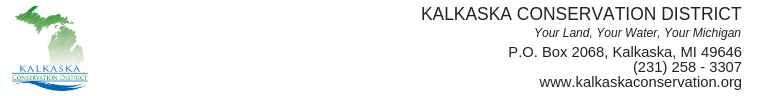 KALKASKA CONSERVATION DISTRICT
Your Land, Your Water, Your Michigan
P.O. Box 2068, Kalkaska, MI 49646
(231) 258 - 3307
www.kalkaskaconservation.org
KALKASKA
CONSERVATION DISTRICT